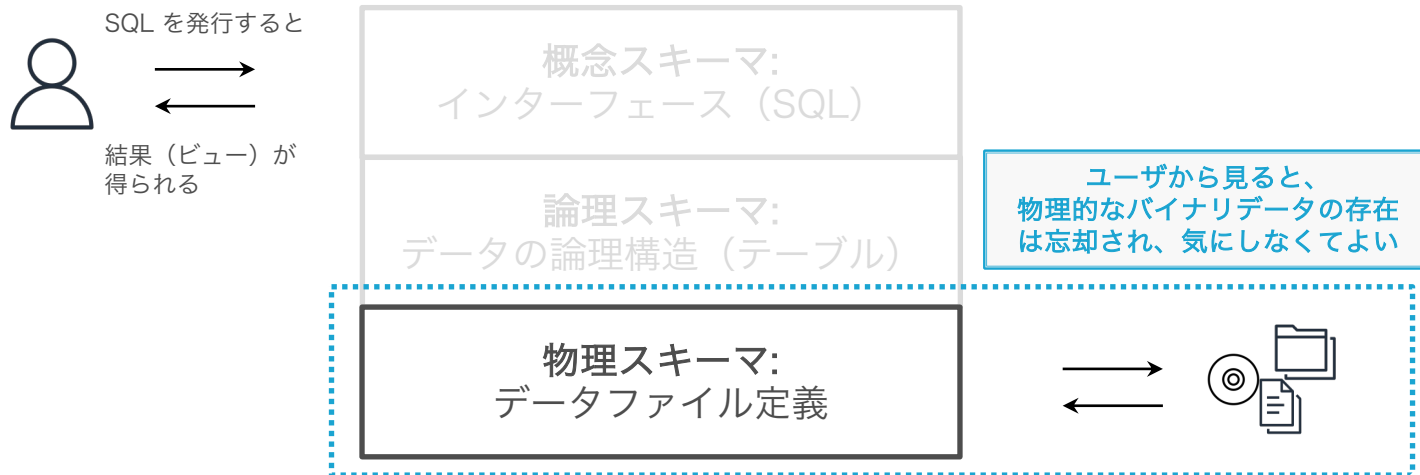 SQL を発行すると
結果（ビュー）が
得られる
概念スキーマ:
インターフェース（SQL）
論理スキーマ:
データの論理構造（テーブル）
ユーザから見ると、
物理的なバイナリデータの存在
は忘却され、気にしなくてよい
物理スキーマ:
データファイル定義